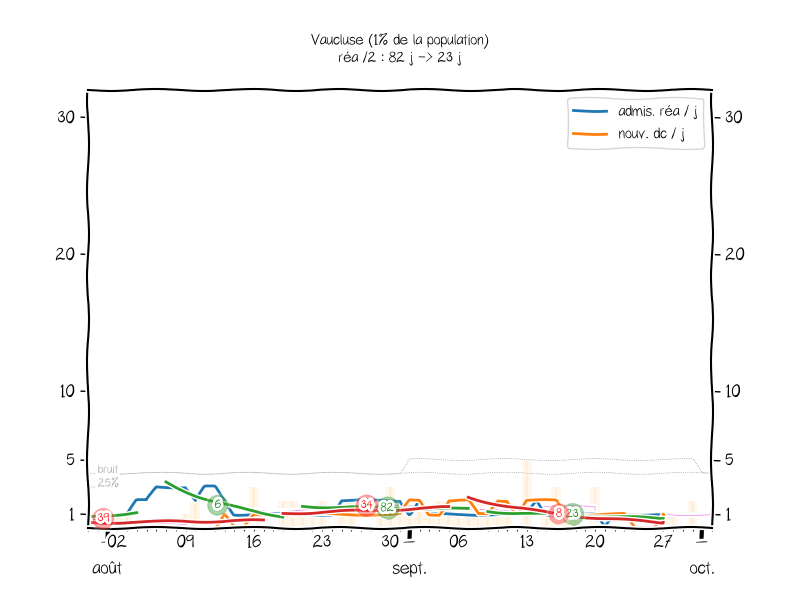 Vaucluse (1% de la population)
réa /2 : 82 j -> 23 j
admis. réa / j
nouv. dc / j
30
30
20
20
10
10
5
5
bruit
25%
1
1
39
6
34
82
8
23
02 09 16 23 30 06 13 20 27
août sept. oct.